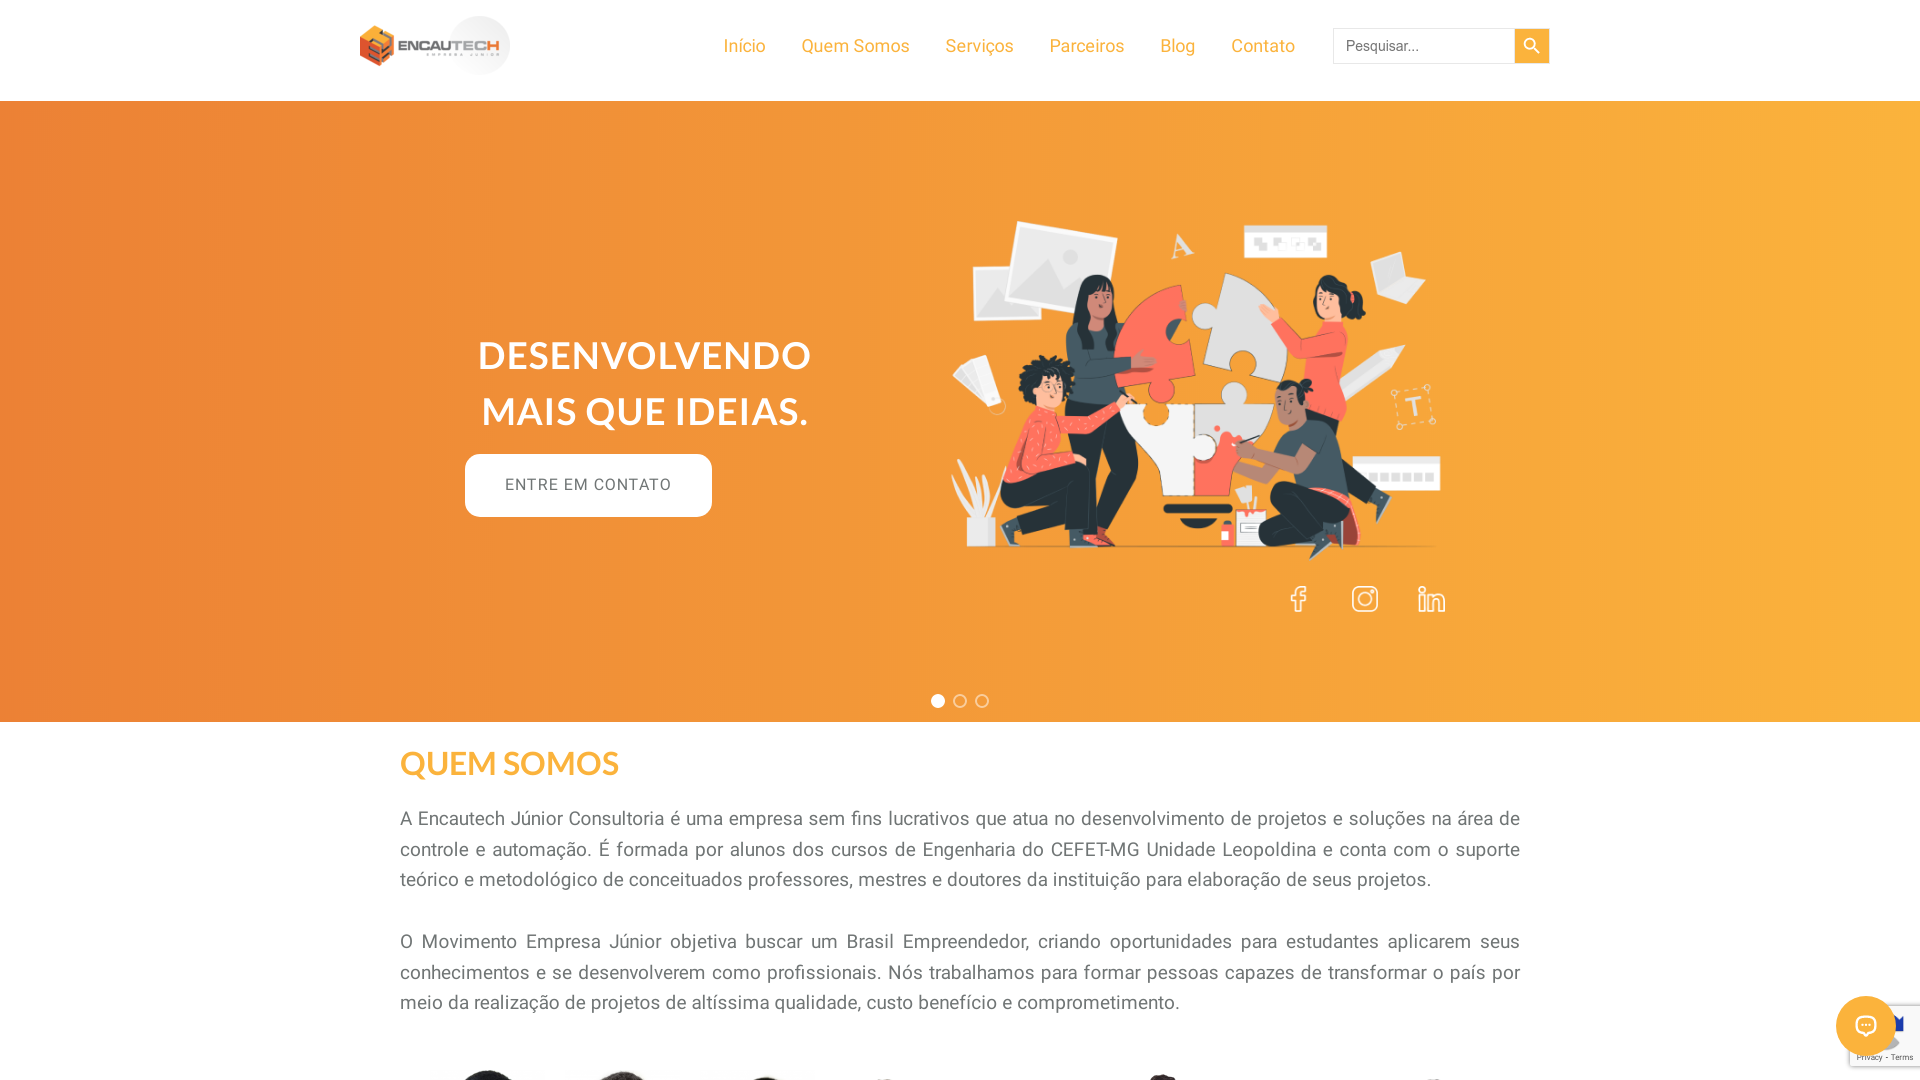 ENCAUTECH
EMPRESA JÚNIOR
Início
Quem Somos
Serviços
Parceiros
Blog
Contato
Pesquisar...
A
T
DESENVOLVENDO
MAIS QUE IDEIAS.
ENTRE EM CONTATO
QUEM SOMOS
A Encautech Júnior Consultoria é uma empresa sem fins lucrativos que atua no desenvolvimento de projetos e soluções na área de
controle e automação. É formada por alunos dos cursos de Engenharia do CEFET-MG Unidade Leopoldina e conta com o suporte
teórico e metodológico de conceituados professores, mestres e doutores da instituição para elaboração de seus projetos.
O Movimento Empresa Júnior objetiva buscar um Brasil Empreendedor, criando oportunidades para estudantes aplicarem seus
conhecimentos e se desenvolverem como profissionais. Nós trabalhamos para formar pessoas capazes de transformar o país por
meio da realização de projetos de altíssima qualidade, custo benefício e comprometimento.
Privacy - Terms